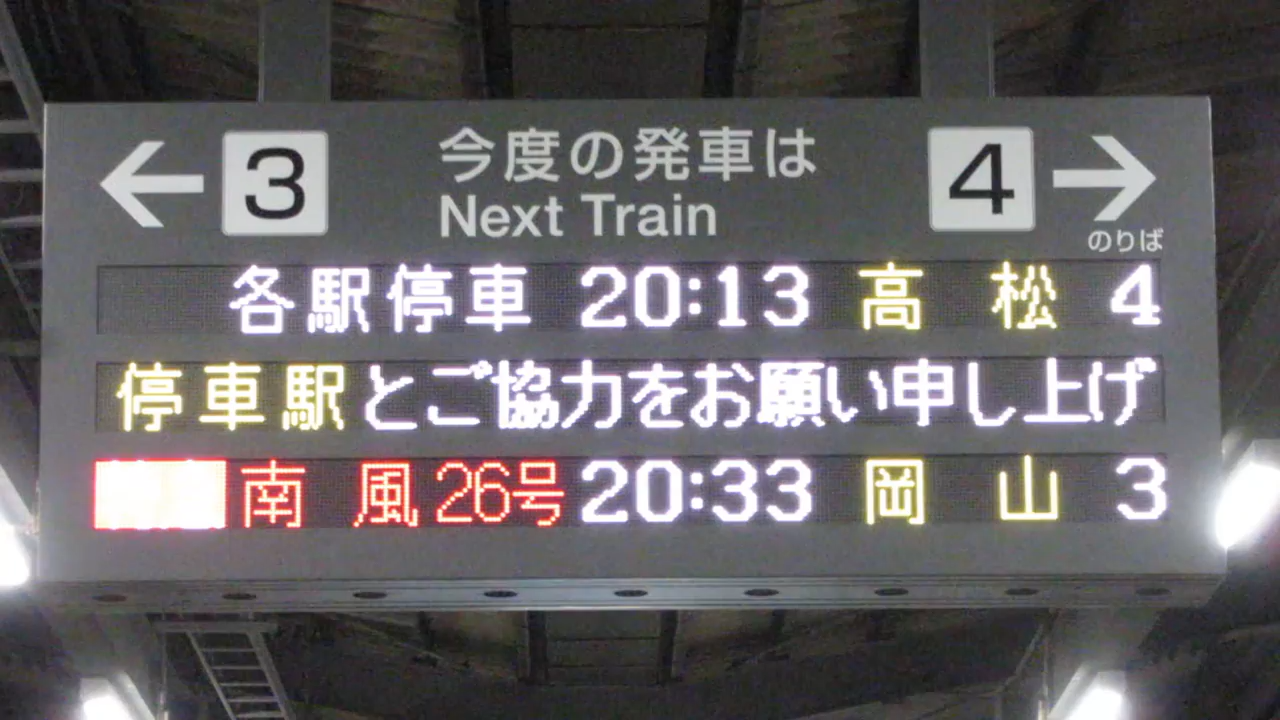 ← 3 今度の発車は 4 →
Next Train
のりば
各駅停車 20:13 高松 4
停車駅とご協力をお願い申し上げ
南風26号 20:33 岡山 3